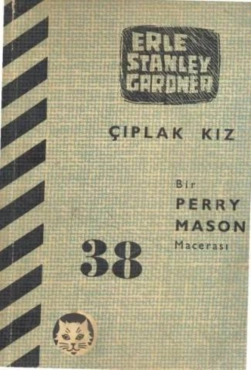 ERLE
STANLEY
GARDNER
ÇIPLAK KIZ
Bir
PERRY
MASON
Macerası
38